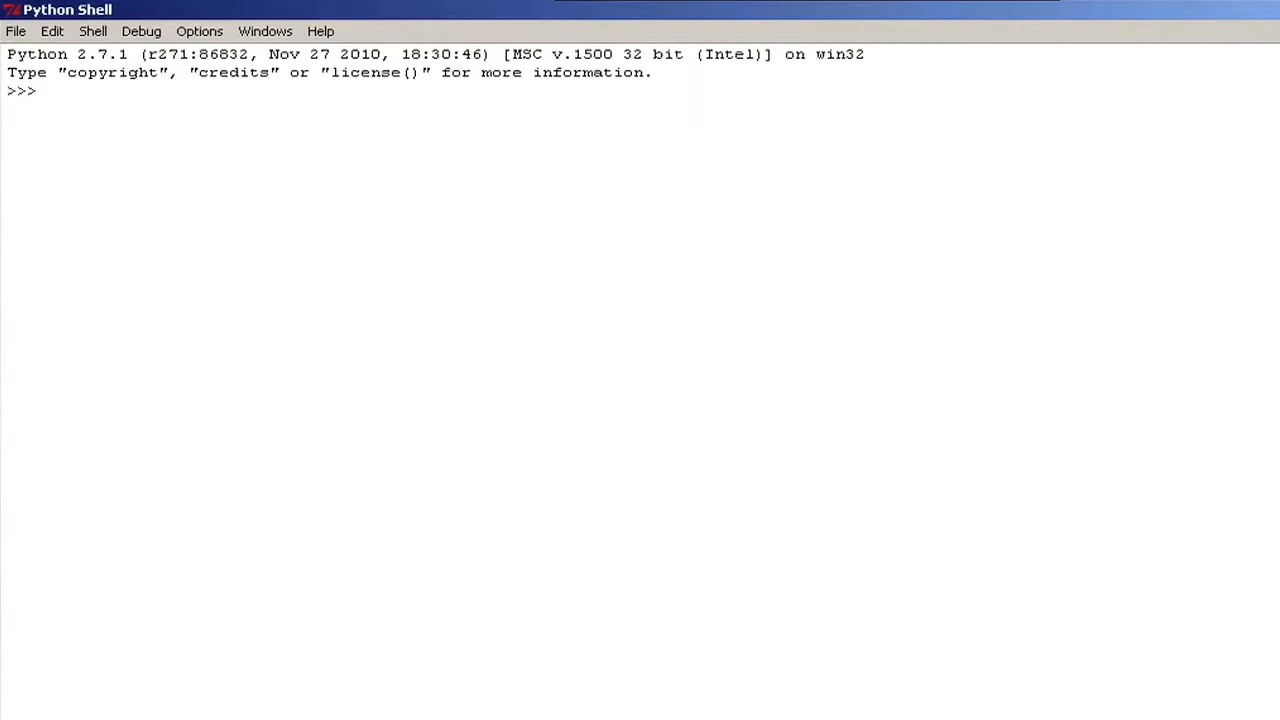 Python Shell
File Edit Shell Debug Options Windows Help
Python 2.7.1 (r271:86832, Nov 27 2010, 18:30:46) [MSC v.1500 32 bit (Intel)] on win32
Type "copyright", "credits" or "license()" for more information.
>>>